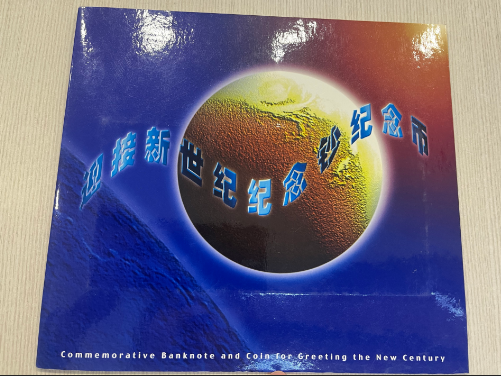 迎接新世纪纪念钞纪念币
Commemorative Banknote and Coin for Greeting the New Century